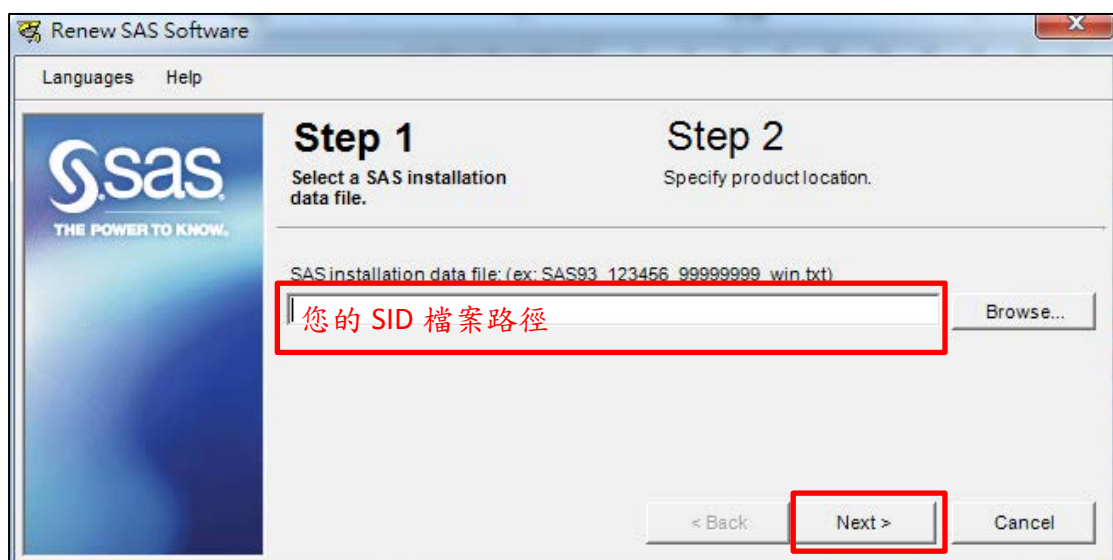 Renew SAS Software
X
Languages Help
sas
THE POWER TO KNOW.
Step 1
Select a SAS installation
data file.
Step 2
Specify product location.
SAS installation data file: (ex: SAS93_123456_99999999_win.txt)
您的 SID 檔案路徑
Browse...
< Back
Next >
Cancel